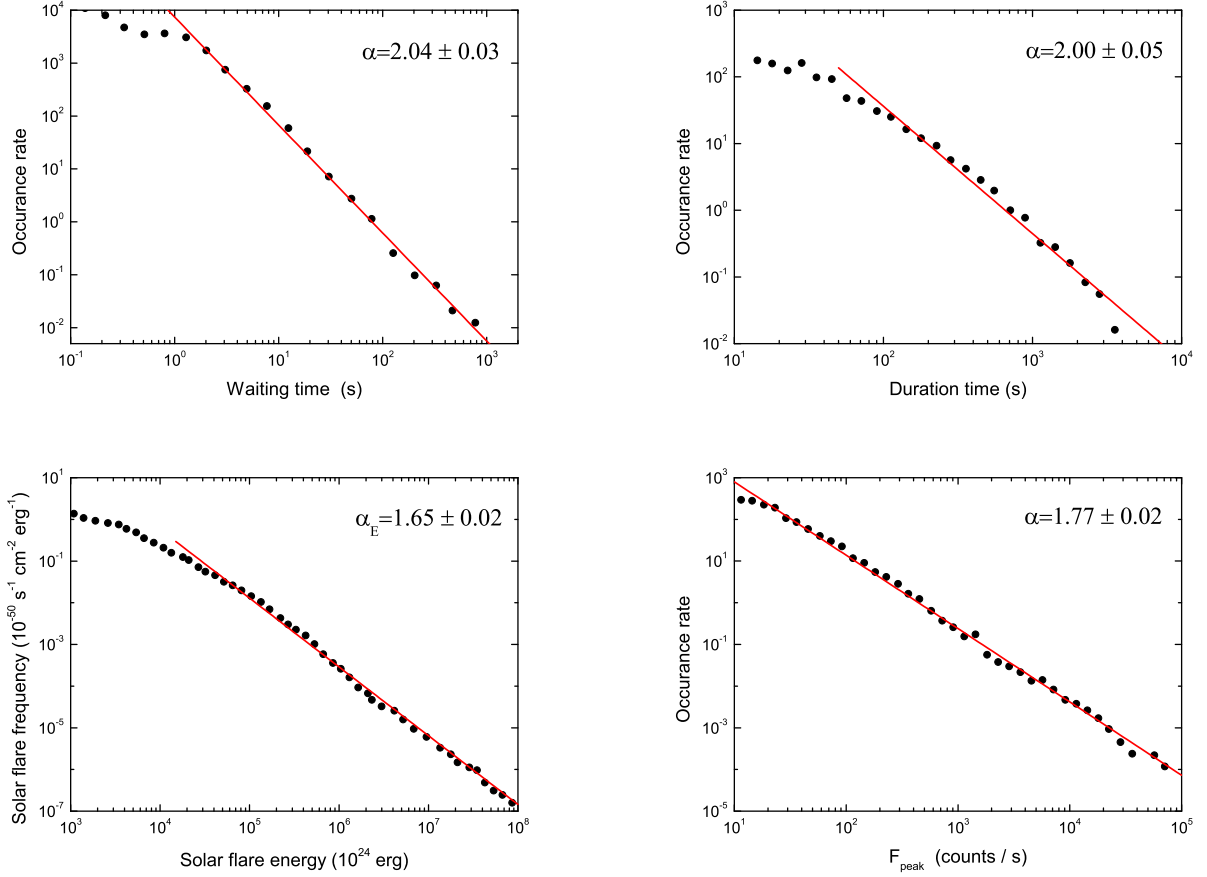 α=2.04 ± 0.03
10^4
10^3
10^2
10^1
10^0
10^-1
10^-2
Occurance rate
10^-1 10^0 10^1 10^2 10^3
Waiting time (s)
α=2.00 ± 0.05
10^3
10^2
10^1
10^0
10^-1
10^-2
Occurance rate
10^1 10^2 10^3 10^4
Duration time (s)
α_E=1.65 ± 0.02
10^1
10^-1
10^-3
10^-5
10^-7
Solar flare frequency (10^-50 s^-1 cm^-2 erg^-1)
10^3 10^4 10^5 10^6 10^7 10^8
Solar flare energy (10^24 erg)
α=1.77 ± 0.02
10^3
10^1
10^-1
10^-3
10^-5
Occurance rate
10^1 10^2 10^3 10^4 10^5
F_peak (counts / s)